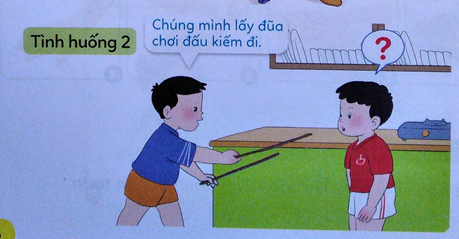 Tình huống 2
Chúng mình lấy đũa
chơi đấu kiếm đi.
?